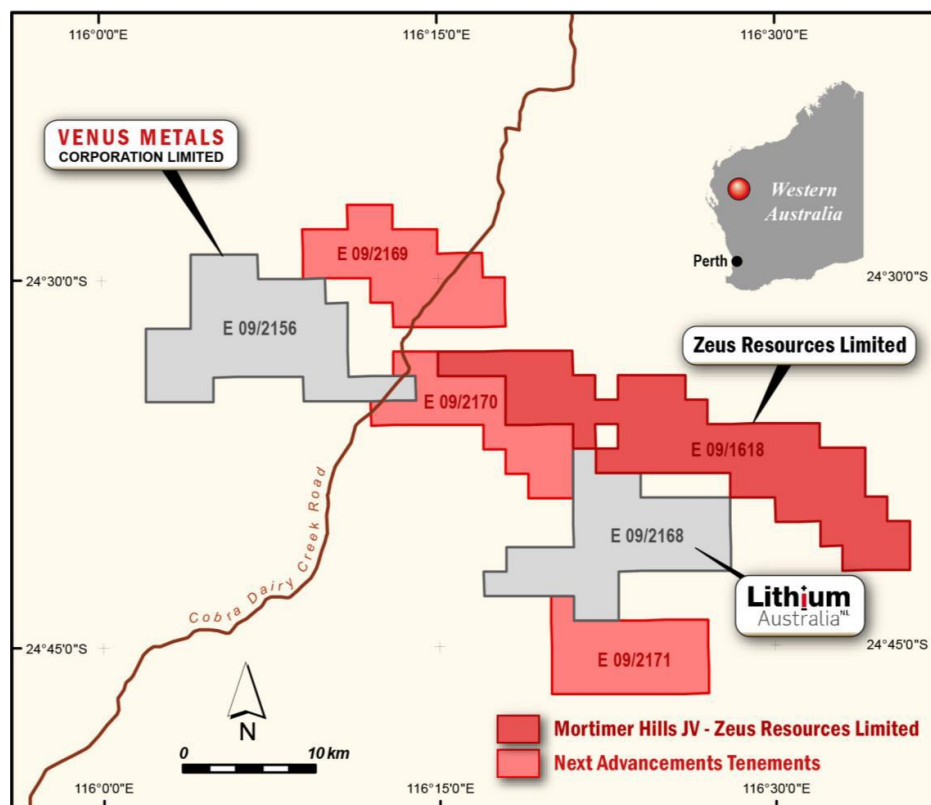 116°0'0"E
116°15'0"E
116°30'0"E
VENUS METALS
CORPORATION LIMITED
Western
Australia
Perth
E 09/2169
24°30'0"S
24°30'0"S
E 09/2156
Zeus Resources Limited
E 09/2170
E 09/1618
E 09/2168
Cobra Dairy Creek Road
Lithium
Australia NL
24°45'0"S
24°45'0"S
E 09/2171
N
0 10 km
Mortimer Hills JV - Zeus Resources Limited
Next Advancements Tenements
116°0'0"E
116°15'0"E
116°30'0"E